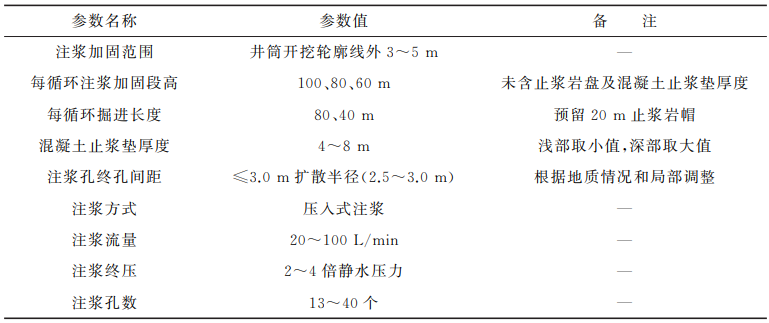 参数名称 参数值 备 注
注浆加固范围 井筒开挖轮廓线外 3～5 m —
每循环注浆加固段高 100、80、60 m 未含止浆岩盘及混凝土止浆垫厚度
每循环掘进长度 80、40 m 预留 20 m 止浆岩帽
混凝土止浆垫厚度 4～8 m 浅部取小值,深部取大值
注浆孔终孔间距 ≤3.0 m 扩散半径(2.5～3.0 m) 根据地质情况和局部调整
注浆方式 压入式注浆 —
注浆流量 20～100 L/min —
注浆终压 2～4 倍静水压力 —
注浆孔数 13～40 个 —